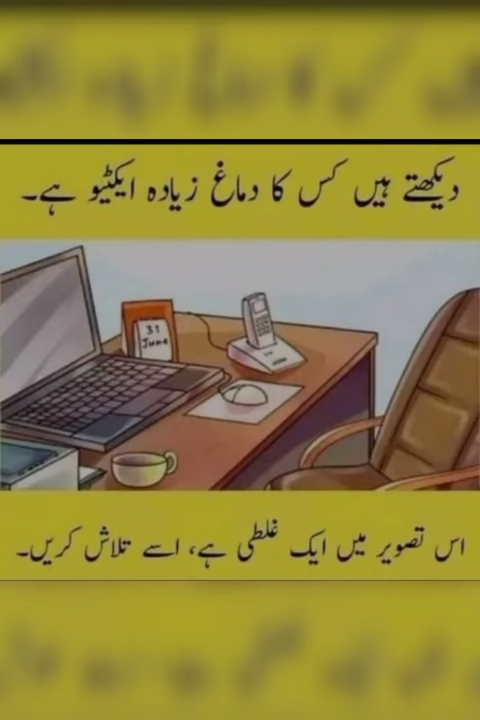 دیکھتے ہیں کس کا دماغ زیادہ ایکٹیو ہے۔
31
June
اس تصویر میں ایک غلطی ہے، اسے تلاش کریں۔